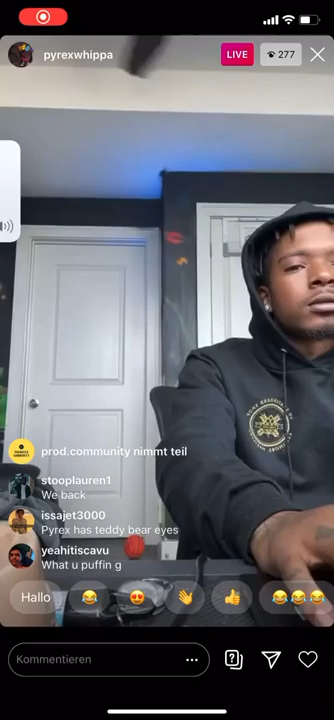 pyrexwhippa
LIVE
277
prod.community nimmt teil
stooplauren1
We back
issajet3000
Pyrex has teddy bear eyes
yeahitiscavu
What u puffin g
Hallo
Kommentieren